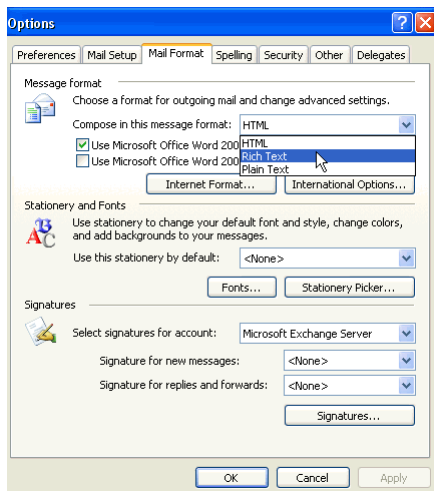 Options
Preferences Mail Setup Mail Format Spelling Security Other Delegates
Message format
Choose a format for outgoing mail and change advanced settings.
Compose in this message format: HTML
HTML
Use Microsoft Office Word 200
Rich Text
Use Microsoft Office Word 200
Plain Text
Internet Format... International Options...
Stationery and Fonts
Use stationery to change your default font and style, change colors,
and add backgrounds to your messages.
Use this stationery by default: <None>
Fonts... Stationery Picker...
Signatures
Select signatures for account: Microsoft Exchange Server
Signature for new messages: <None>
Signature for replies and forwards: <None>
Signatures...
OK Cancel Apply